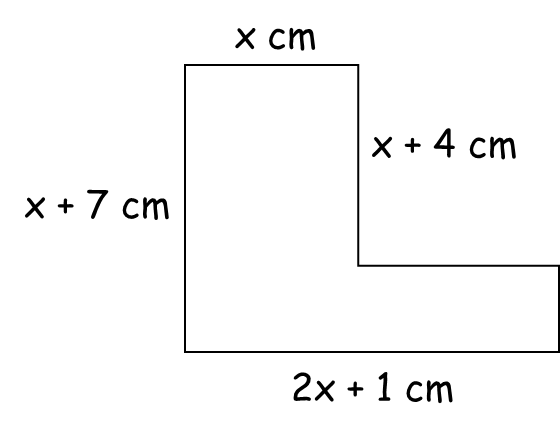 x cm
x + 4 cm
x + 7 cm
2x + 1 cm